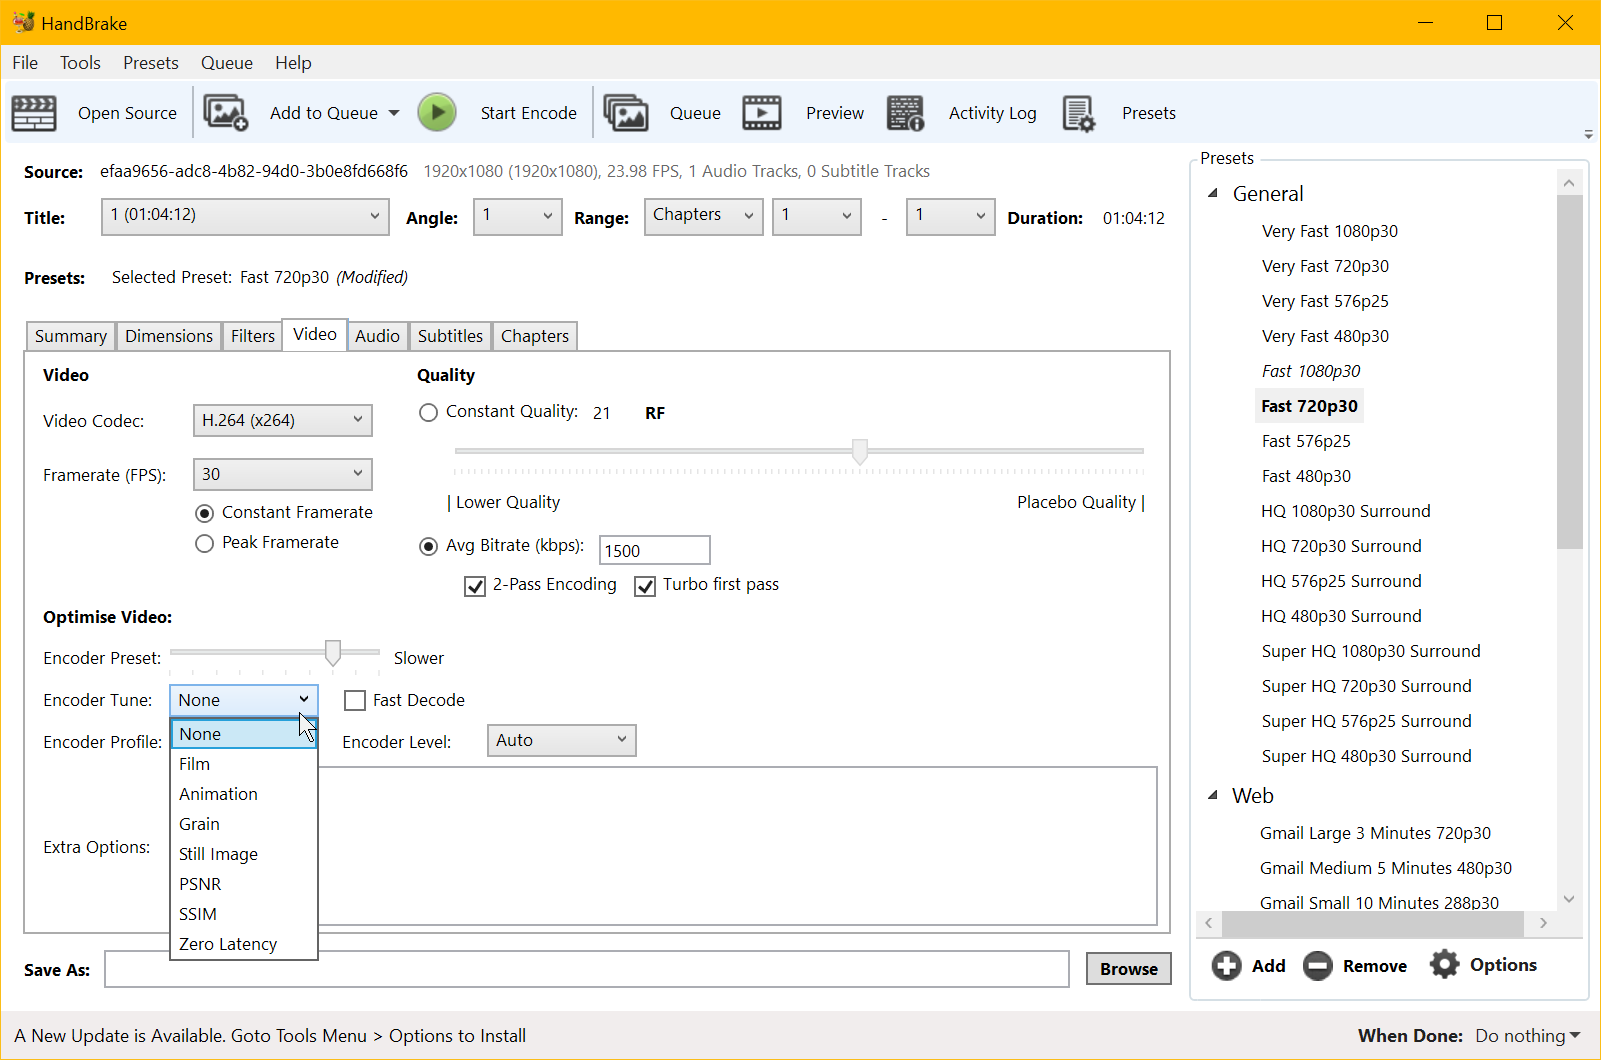 HandBrake
File Tools Presets Queue Help
Open Source Add to Queue Start Encode Queue Preview Activity Log Presets
Source: efaa9656-adc8-4b82-94d0-3b0e8fd668f6 1920x1080 (1920x1080), 23.98 FPS, 1 Audio Tracks, 0 Subtitle Tracks
Title: 1 (01:04:12) Angle: 1 Range: Chapters 1 - 1 Duration: 01:04:12
Presets: Selected Preset: Fast 720p30 (Modified)
Summary Dimensions Filters Video Audio Subtitles Chapters
Video
Video Codec: H.264 (x264)
Framerate (FPS): 30
Constant Framerate
Peak Framerate
Quality
Constant Quality: 21 RF
| Lower Quality Placebo Quality |
Avg Bitrate (kbps): 1500
2-Pass Encoding Turbo first pass
Optimise Video:
Encoder Preset: Slower
Encoder Tune: None Fast Decode
Encoder Profile: Encoder Level: Auto
None
Film
Animation
Grain
Still Image
PSNR
SSIM
Zero Latency
Extra Options:
Save As: Browse
Presets
General
Very Fast 1080p30
Very Fast 720p30
Very Fast 576p25
Very Fast 480p30
Fast 1080p30
Fast 720p30
Fast 576p25
Fast 480p30
HQ 1080p30 Surround
HQ 720p30 Surround
HQ 576p25 Surround
HQ 480p30 Surround
Super HQ 1080p30 Surround
Super HQ 720p30 Surround
Super HQ 576p25 Surround
Super HQ 480p30 Surround
Web
Gmail Large 3 Minutes 720p30
Gmail Medium 5 Minutes 480p30
Gmail Small 10 Minutes 288p30
Add Remove Options
A New Update is Available. Goto Tools Menu > Options to Install
When Done: Do nothing